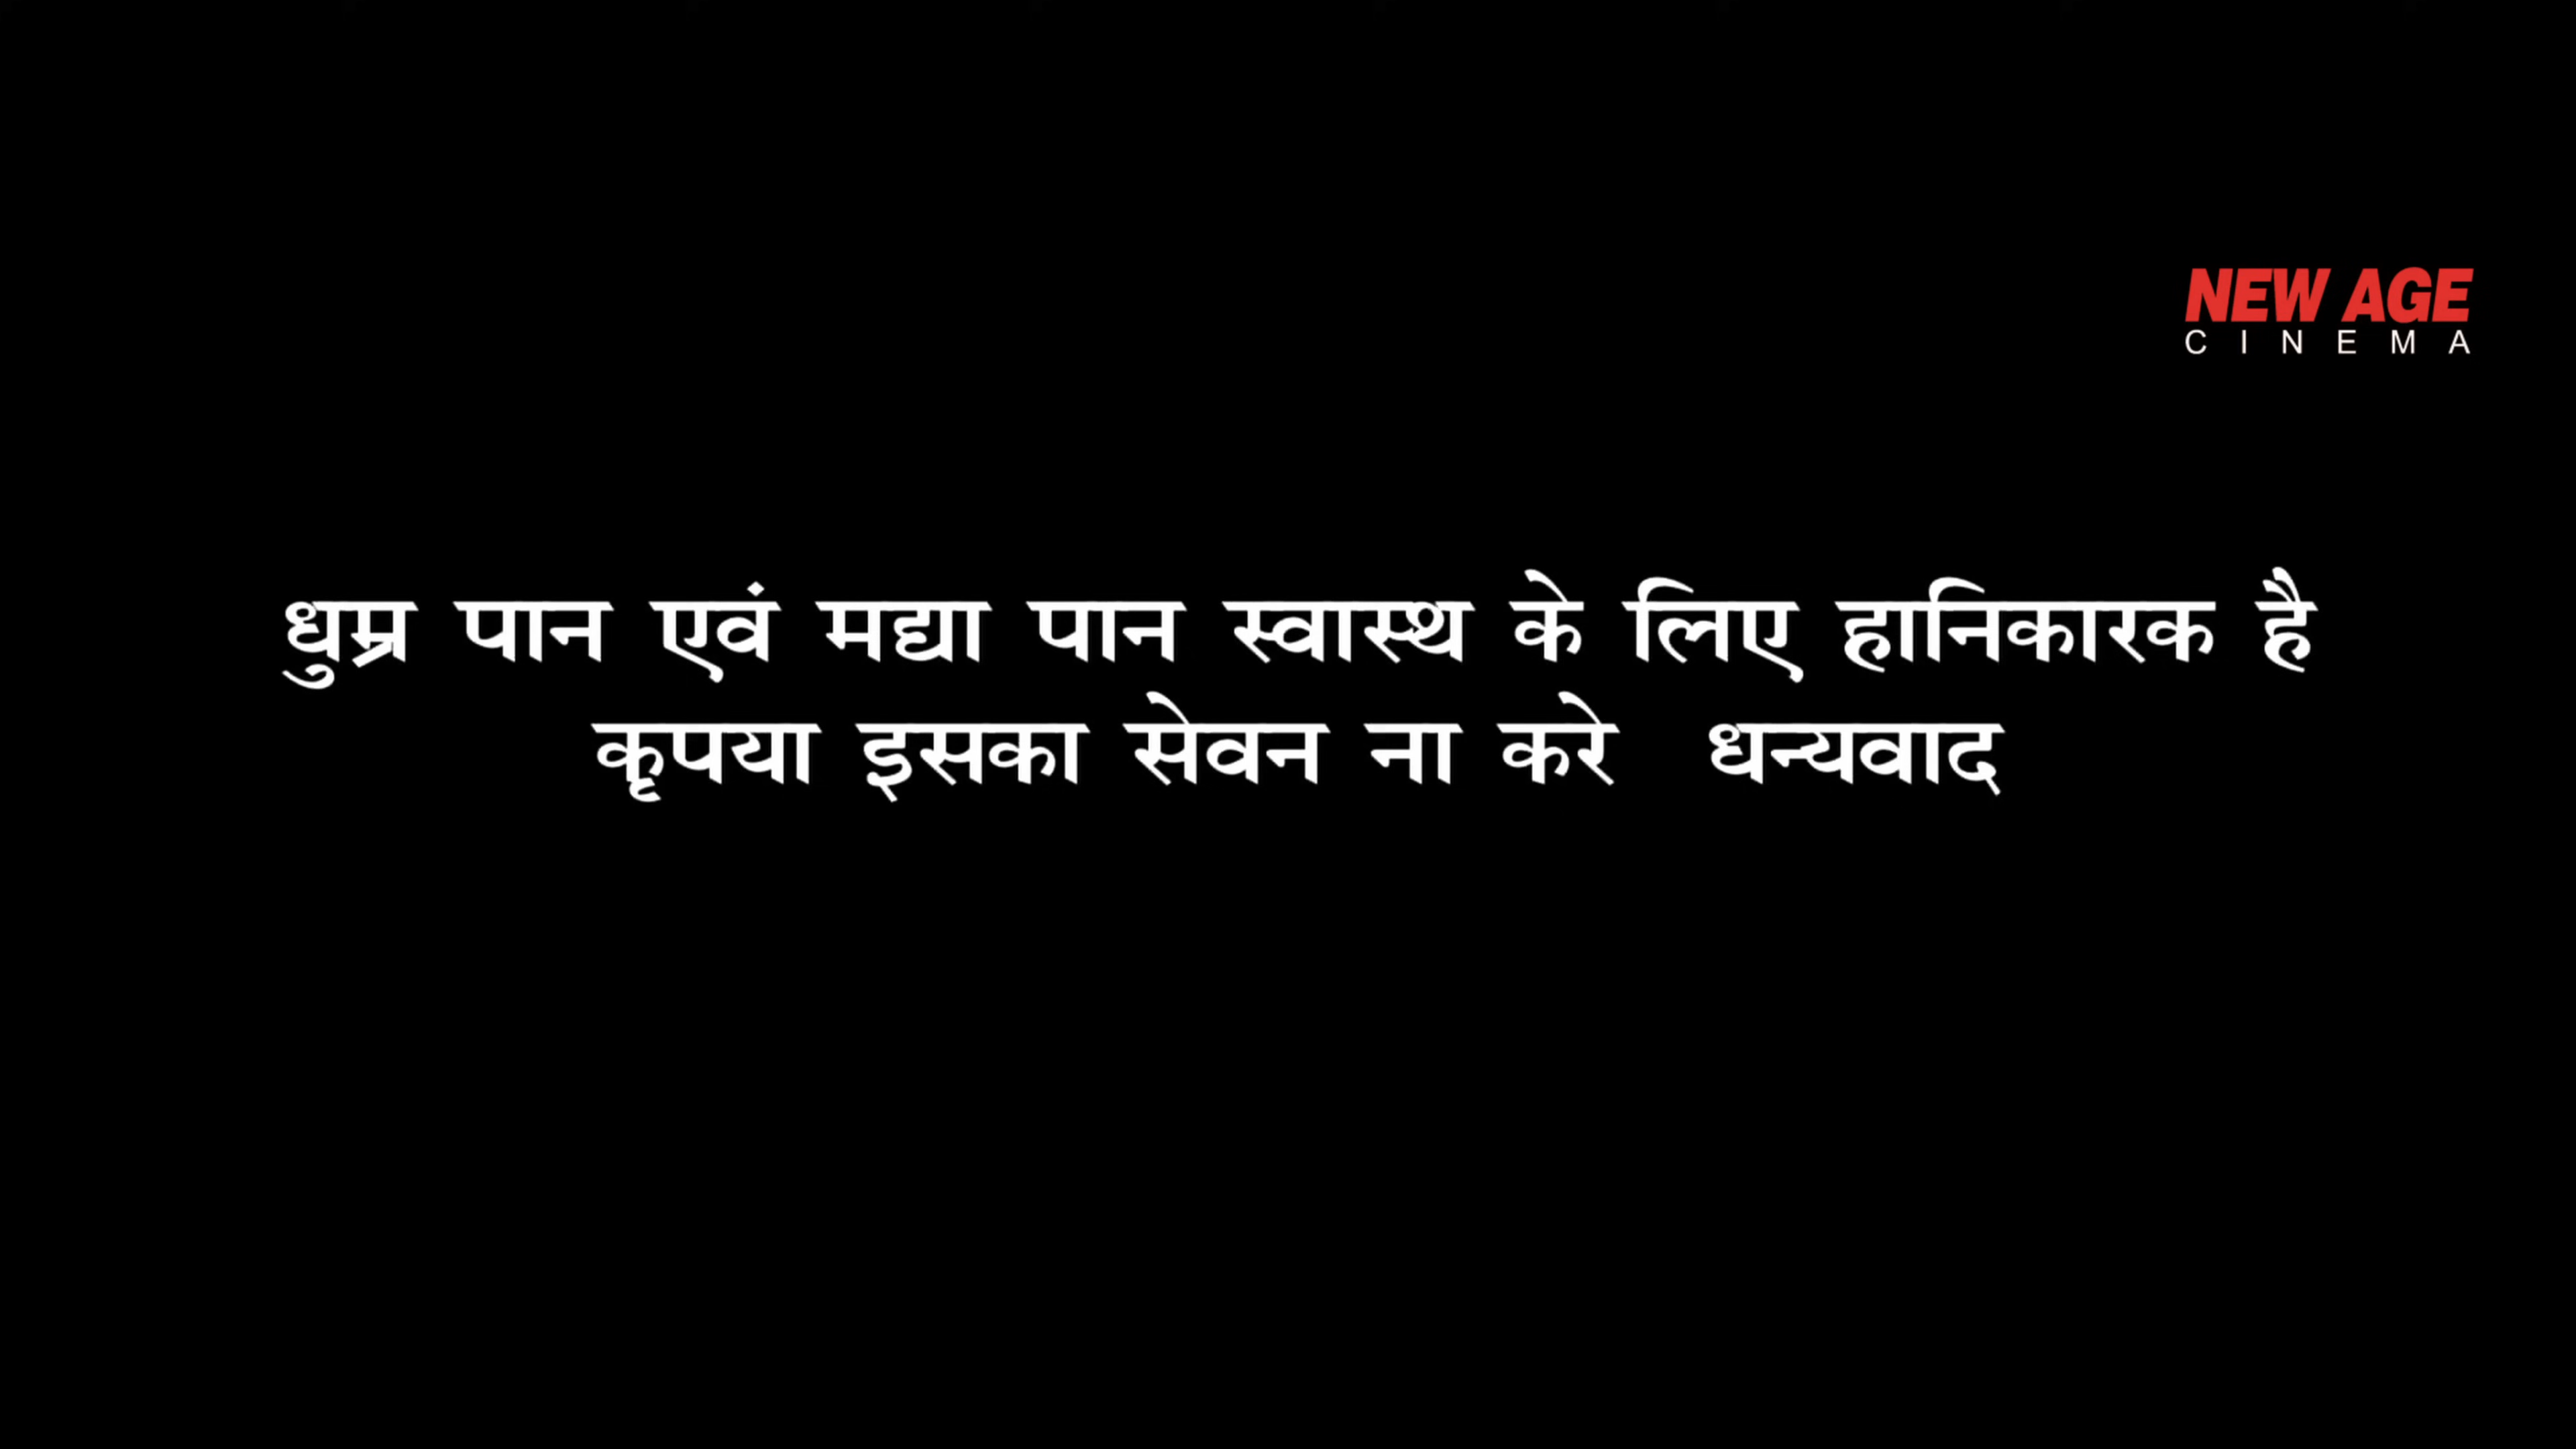 NEW AGE
CINEMA
धुम्र पान एवं मद्या पान स्वास्थ के लिए हानिकारक है
कृपया इसका सेवन ना करे धन्यवाद